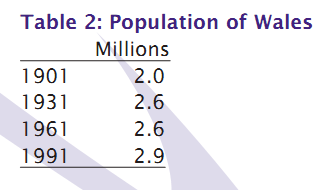 Table 2: Population of Wales
Millions
1901 2.0
1931 2.6
1961 2.6
1991 2.9